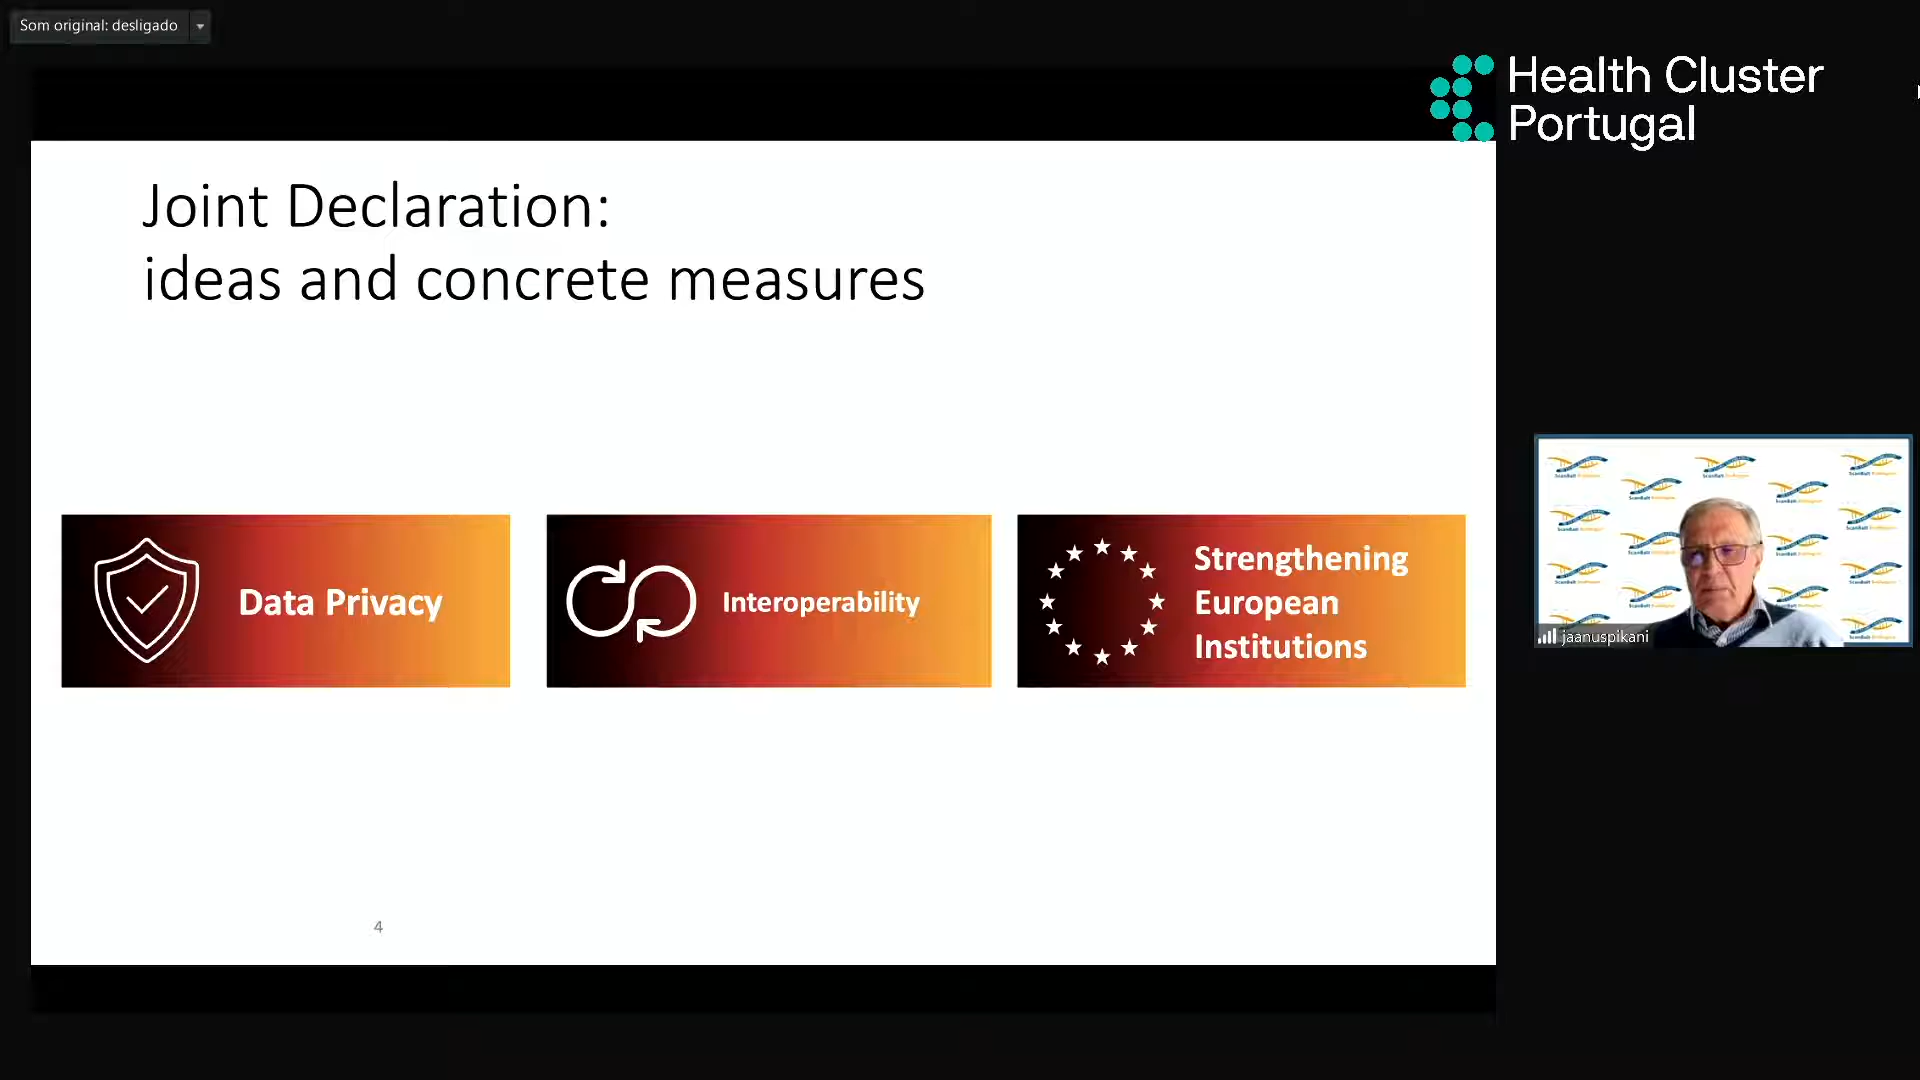 Som original: desligado
Health Cluster
Portugal
Joint Declaration:
ideas and concrete measures
Data Privacy
Interoperability
Strengthening
European
Institutions
jaanuspikani
4